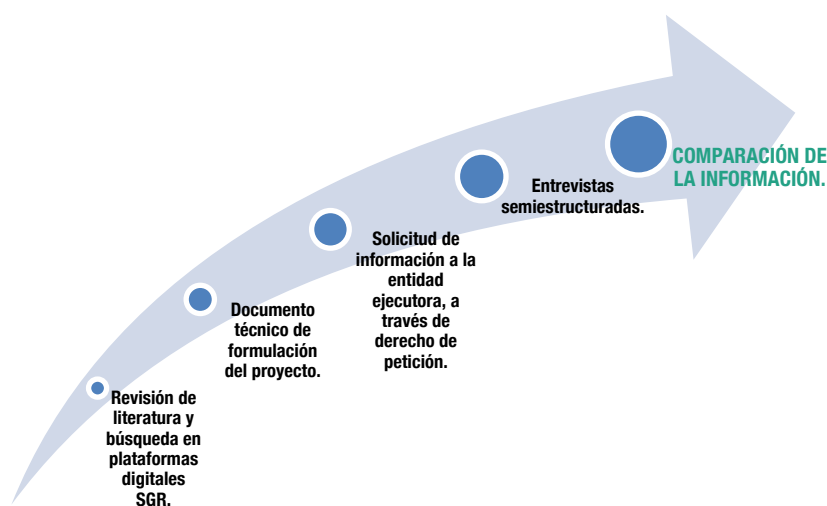 Revisión de
literatura y
búsqueda en
plataformas
digitales
SGR.
Documento
técnico de
formulación
del proyecto.
Solicitud de
información a la
entidad
ejecutora, a
través de
derecho de
petición.
Entrevistas
semiestructuradas.
COMPARACIÓN DE
LA INFORMACIÓN.